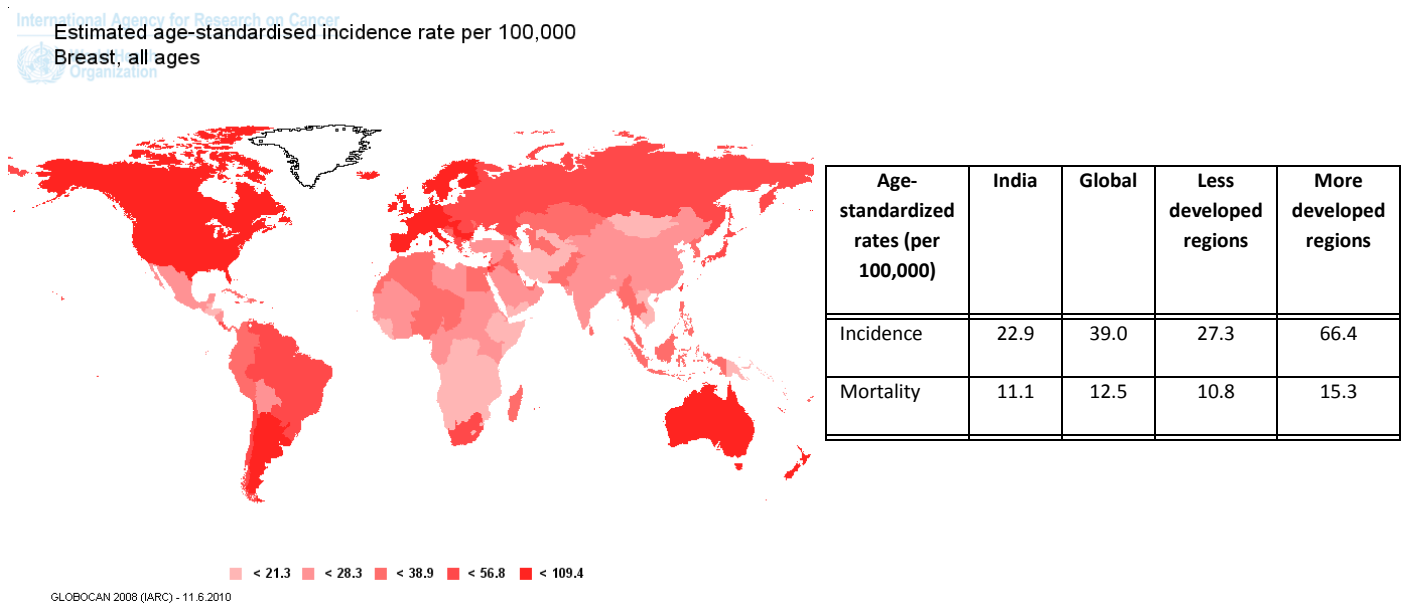 International Agency for Research on Cancer
Estimated age-standardised incidence rate per 100,000
Breast, all ages
World Health
Organization
Age-
standardized
rates (per
100,000)
India
Global
Less
developed
regions
More
developed
regions
Incidence 22.9 39.0 27.3 66.4
Mortality 11.1 12.5 10.8 15.3
< 21.3 < 28.3 < 38.9 < 56.8 < 109.4
GLOBOCAN 2008 (IARC) - 11.6.2010